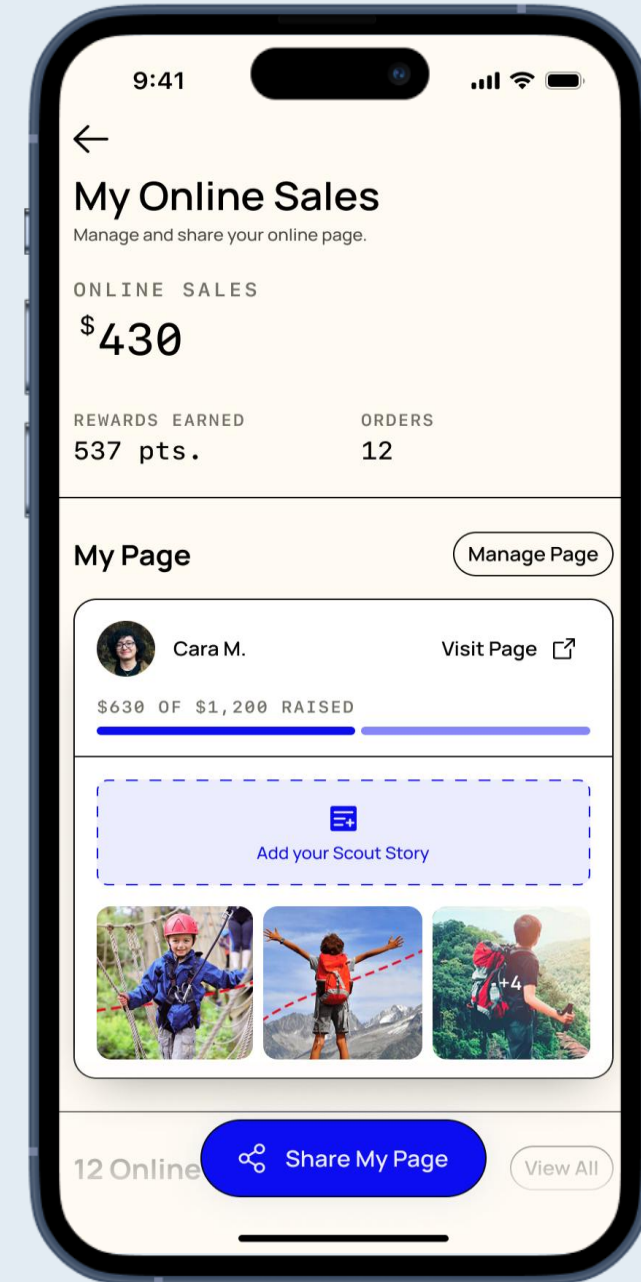 9:41
My Online Sales
Manage and share your online page.
ONLINE SALES
$430
REWARDS EARNED ORDERS
537 pts. 12
My Page Manage Page
Cara M. Visit Page
$630 OF $1,200 RAISED
Add your Scout Story
+4
12 Online Share My Page View All